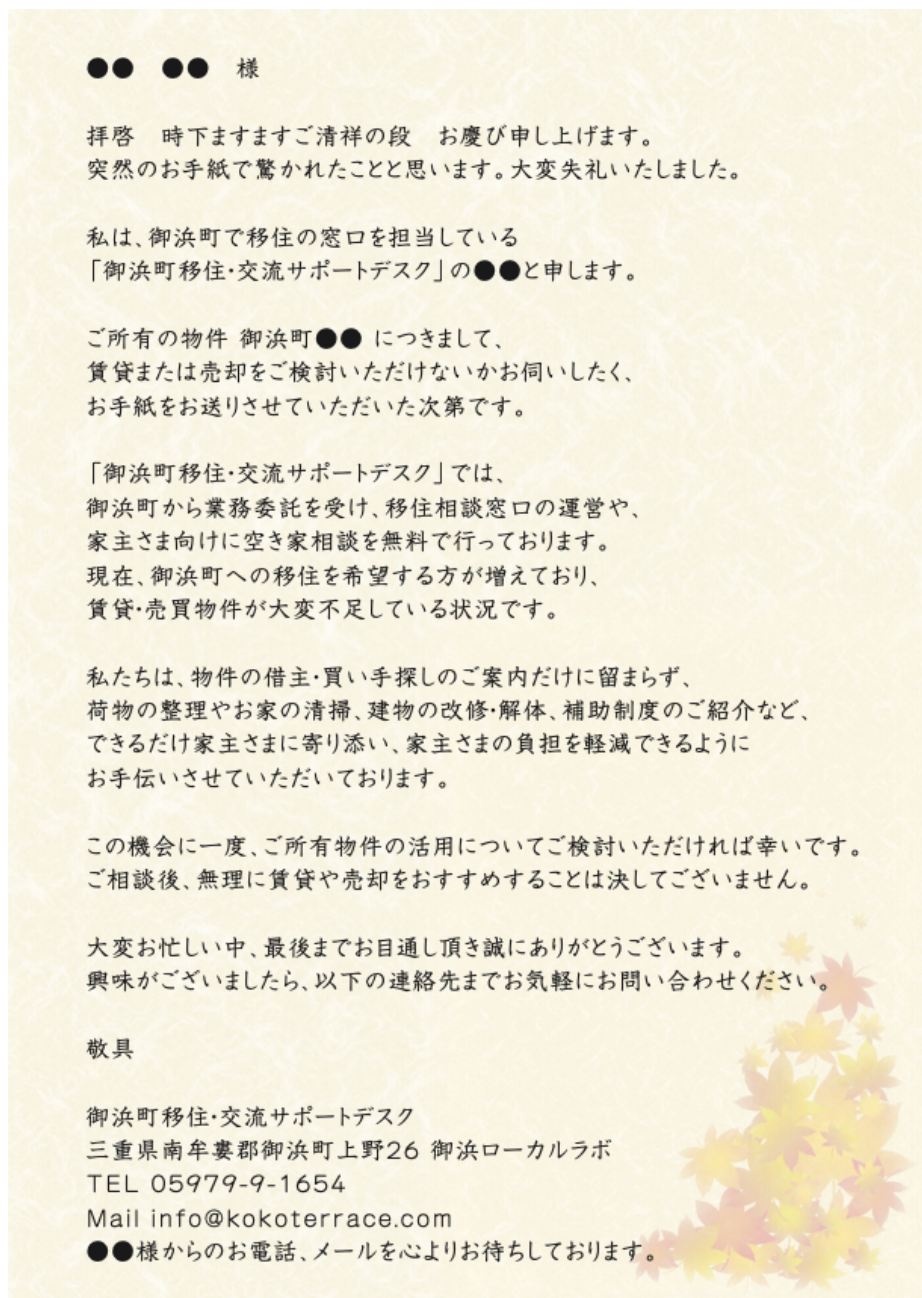 ●●　●●　様
拝啓　時下ますますご清祥の段　お慶び申し上げます。
突然のお手紙で驚かれたことと思います。大変失礼いたしました。
私は、御浜町で移住の窓口を担当している
「御浜町移住・交流サポートデスク」の●●と申します。
ご所有の物件 御浜町●● につきまして、
賃貸または売却をご検討いただけないかお伺いしたく、
お手紙をお送りさせていただいた次第です。
「御浜町移住・交流サポートデスク」では、
御浜町から業務委託を受け、移住相談窓口の運営や、
家主さま向けに空き家相談を無料で行っております。
現在、御浜町への移住を希望する方が増えており、
賃貸・売買物件が大変不足している状況です。
私たちは、物件の借主・買い手探しのご案内だけに留まらず、
荷物の整理やお家の清掃、建物の改修・解体、補助制度のご紹介など、
できるだけ家主さまに寄り添い、家主さまの負担を軽減できるように
お手伝いさせていただいております。
この機会に一度、ご所有物件の活用についてご検討いただければ幸いです。
ご相談後、無理に賃貸や売却をおすすめすることは決してございません。
大変お忙しい中、最後までお目通し頂き誠にありがとうございます。
興味がございましたら、以下の連絡先までお気軽にお問い合わせください。
敬具
御浜町移住・交流サポートデスク
三重県南牟婁郡御浜町上野26 御浜ローカルラボ
TEL 05979-9-1654
Mail info@kokoterrace.com
●●様からのお電話、メールを心よりお待ちしております。